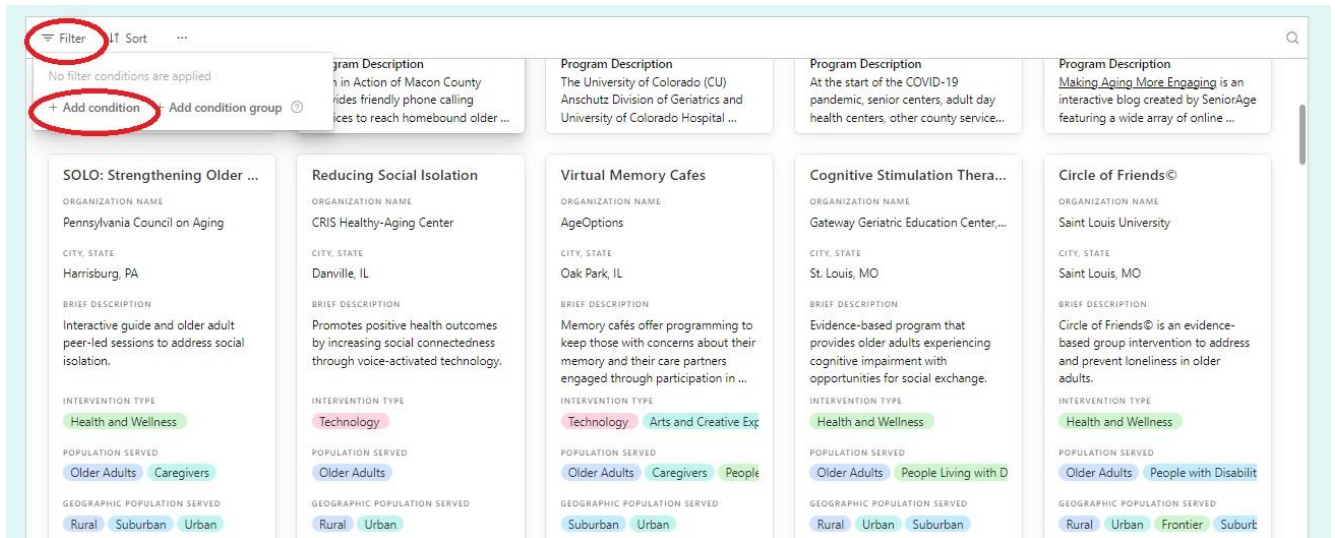 Filter
Sort
...
No filter conditions are applied
+ Add condition
+ Add condition group
Program Description
in Action of Macon County
friendly phone calling
to reach homebound older ...
Program Description
The University of Colorado (CU)
Anschutz Division of Geriatrics and
University of Colorado Hospital ...
Program Description
At the start of the COVID-19
pandemic, senior centers, adult day
health centers, other county service...
Program Description
Making Aging More Engaging is an
interactive blog created by SeniorAge
featuring a wide array of online ...
SOLO: Strengthening Older ...
ORGANIZATION NAME
Pennsylvania Council on Aging
CITY, STATE
Harrisburg, PA
BRIEF DESCRIPTION
Interactive guide and older adult
peer-led sessions to address social
isolation.
INTERVENTION TYPE
Health and Wellness
POPULATION SERVED
Older Adults Caregivers
GEOGRAPHIC POPULATION SERVED
Rural Suburban Urban
Reducing Social Isolation
ORGANIZATION NAME
CRIS Healthy-Aging Center
CITY, STATE
Danville, IL
BRIEF DESCRIPTION
Promotes positive health outcomes
by increasing social connectedness
through voice-activated technology.
INTERVENTION TYPE
Technology
POPULATION SERVED
Older Adults
GEOGRAPHIC POPULATION SERVED
Rural Urban
Virtual Memory Cafes
ORGANIZATION NAME
AgeOptions
CITY, STATE
Oak Park, IL
BRIEF DESCRIPTION
Memory cafés offer programming to
keep those with concerns about their
memory and their care partners
engaged through participation in ...
INTERVENTION TYPE
Technology Arts and Creative Exp
POPULATION SERVED
Older Adults Caregivers People
GEOGRAPHIC POPULATION SERVED
Suburban Urban
Cognitive Stimulation Thera...
ORGANIZATION NAME
Gateway Geriatric Education Center,...
CITY, STATE
St. Louis, MO
BRIEF DESCRIPTION
Evidence-based program that
provides older adults experiencing
cognitive impairment with
opportunities for social exchange.
INTERVENTION TYPE
Health and Wellness
POPULATION SERVED
Older Adults People Living with D
GEOGRAPHIC POPULATION SERVED
Rural Urban Suburban
Circle of Friends©
ORGANIZATION NAME
Saint Louis University
CITY, STATE
Saint Louis, MO
BRIEF DESCRIPTION
Circle of Friends© is an evidence-
based group intervention to address
and prevent loneliness in older
adults.
INTERVENTION TYPE
Health and Wellness
POPULATION SERVED
Older Adults People with Disabilit
GEOGRAPHIC POPULATION SERVED
Rural Urban Frontier Suburb